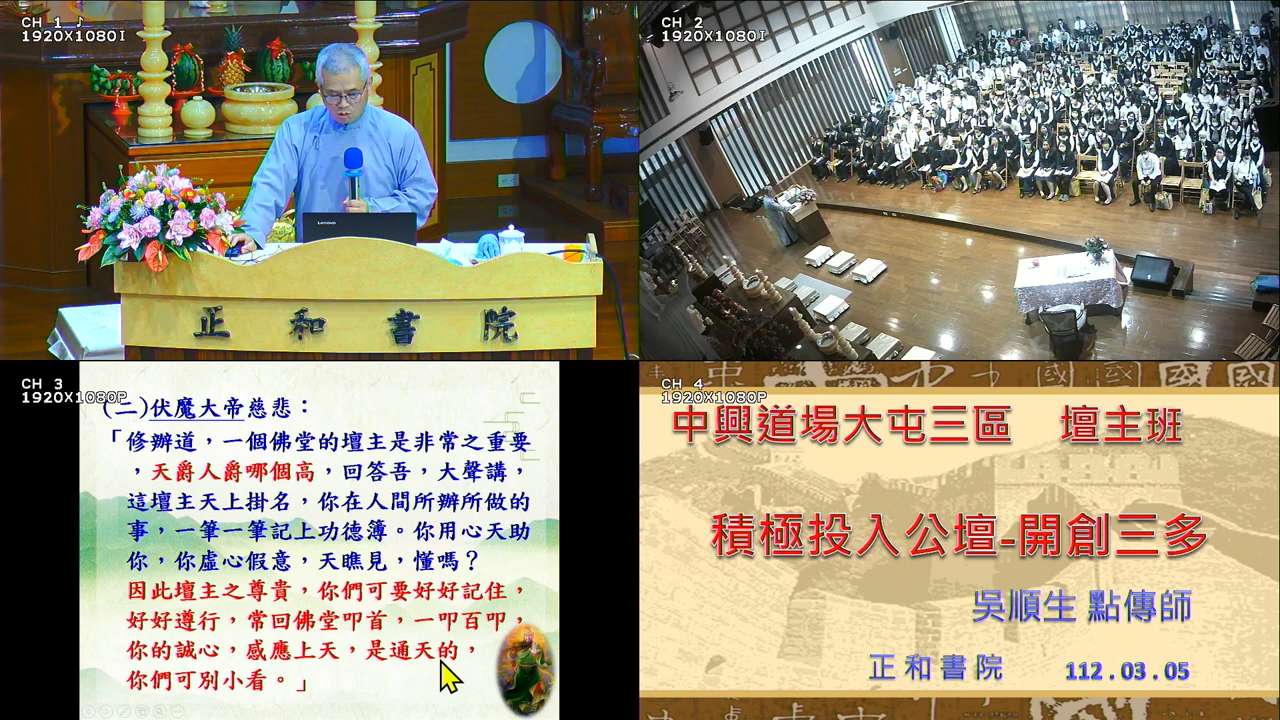 CH 1 ♪
1920X1080I
Lenovo
正和書院
CH 2
1920X1080I
CH 3
1920X1080P
(二)伏魔大帝慈悲：
「修辦道，一個佛堂的壇主是非常之重要
，天爵人爵哪個高，回答吾，大聲講，
這壇主天上掛名，你在人間所辦所做的
事，一筆一筆記上功德簿。你用心天助
你，你虛心假意，天瞧見，懂嗎？
因此壇主之尊貴，你們可要好好記住，
好好遵行，常回佛堂叩首，一叩百叩，
你的誠心，感應上天，是通天的，
你們可別小看。」
CH 4
1920X1080P
中興道場大屯三區 壇主班
積極投入公壇-開創三多
吳順生 點傳師
正和書院 112.03.05